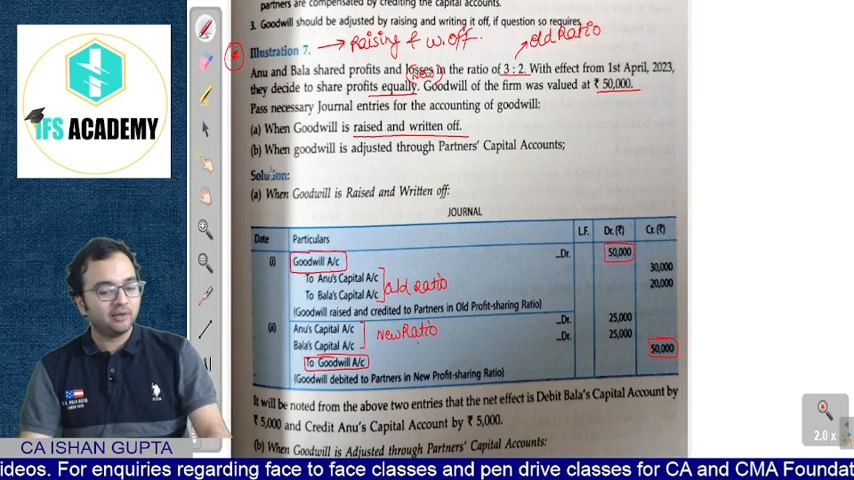 partners are compensated by crediting the capital accounts.
3. Goodwill should be adjusted by raising and writing it off, if question so requires.
Illustration 7. → Raising & W.off.
old Ratio
Anu and Bala shared profits and losses in the ratio of 3 : 2. With effect from 1st April, 2023,
New
they decide to share profits equally. Goodwill of the firm was valued at ₹ 50,000.
Pass necessary Journal entries for the accounting of goodwill:
(a) When Goodwill is raised and written off.
(b) When goodwill is adjusted through Partners' Capital Accounts;
Solution:
(a) When Goodwill is Raised and Written off:
JOURNAL
Date Particulars L.F. Dr. (₹) Cr. (₹)
(i) Goodwill A/c ...Dr. 50,000
To Anu's Capital A/c 30,000
old Ratio
To Bala's Capital A/c 20,000
(Goodwill raised and credited to Partners in Old Profit-sharing Ratio)
(ii) Anu's Capital A/c ...Dr. 25,000
New Ratio
Bala's Capital A/c ...Dr. 25,000
To Goodwill A/c 50,000
(Goodwill debited to Partners in New Profit-sharing Ratio)
It will be noted from the above two entries that the net effect is Debit Bala's Capital Account by
₹ 5,000 and Credit Anu's Capital Account by ₹ 5,000.
(b) When Goodwill is Adjusted through Partners' Capital Accounts:
IFS ACADEMY
2.0 x
CA ISHAN GUPTA
ideos. For enquiries regarding face to face classes and pen drive classes for CA and CMA Foundat